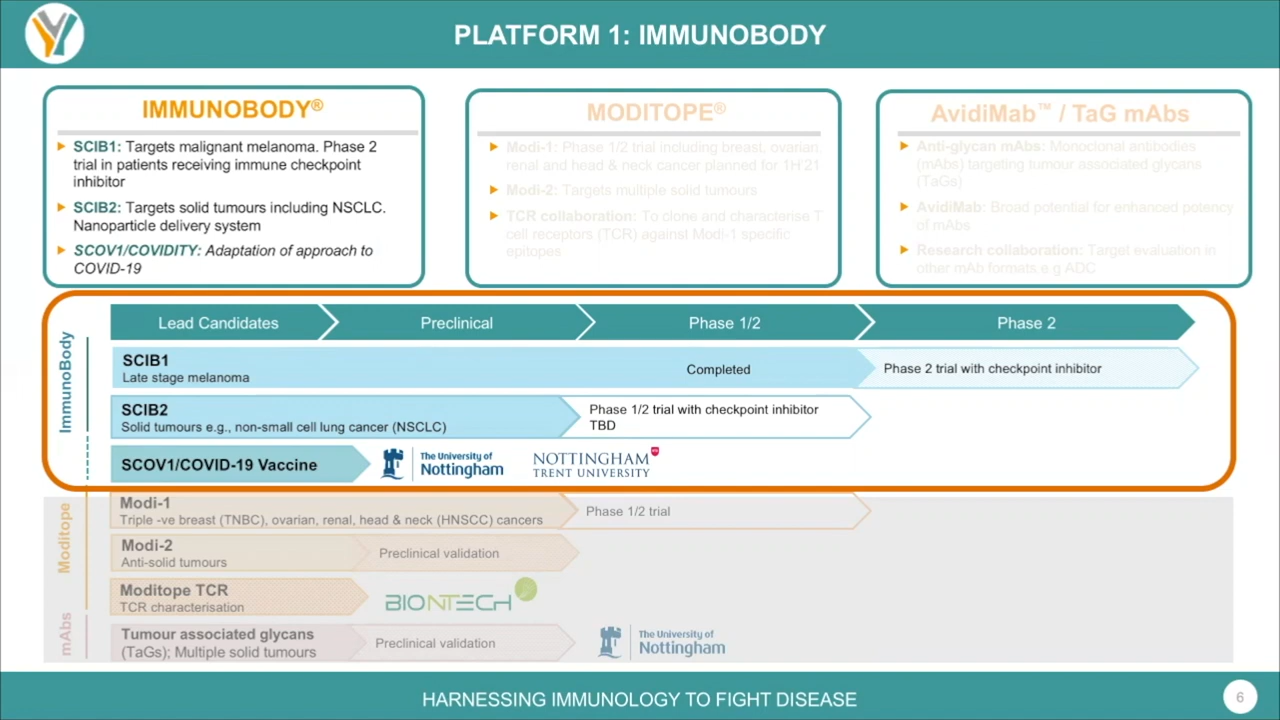 PLATFORM 1: IMMUNOBODY
IMMUNOBODY®
SCIB1: Targets malignant melanoma. Phase 2
trial in patients receiving immune checkpoint
inhibitor
SCIB2: Targets solid tumours including NSCLC.
Nanoparticle delivery system
SCOV1/COVIDITY: Adaptation of approach to
COVID-19
MODITOPE®
Modi-1: Phase 1/2 trial including breast, ovarian,
renal and head & neck cancer planned for 1H'21
Modi-2: Targets multiple solid tumours
TCR collaboration: To clone and characterise T
cell receptors (TCR) against Modi-1 specific
epitopes
AvidiMab™ / TaG mAbs
Anti-glycan mAbs: Monoclonal antibodies
(mAbs) targeting tumour associated glycans
(TaGs)
AvidiMab: Broad potential for enhanced potency
of mAbs
Research collaboration: Target evaluation in
other mAb formats e.g ADC
ImmunoBody
Lead Candidates
Preclinical
Phase 1/2
Phase 2
SCIB1
Late stage melanoma
Completed
Phase 2 trial with checkpoint inhibitor
SCIB2
Solid tumours e.g., non-small cell lung cancer (NSCLC)
Phase 1/2 trial with checkpoint inhibitor
TBD
SCOV1/COVID-19 Vaccine
The University of
Nottingham
NOTTINGHAM
TRENT UNIVERSITY
Moditope
Modi-1
Triple -ve breast (TNBC), ovarian, renal, head & neck (HNSCC) cancers
Phase 1/2 trial
Modi-2
Anti-solid tumours
Preclinical validation
Moditope TCR
TCR characterisation
BIONTECH
mAbs
Tumour associated glycans
(TaGs); Multiple solid tumours
Preclinical validation
The University of
Nottingham
HARNESSING IMMUNOLOGY TO FIGHT DISEASE
6